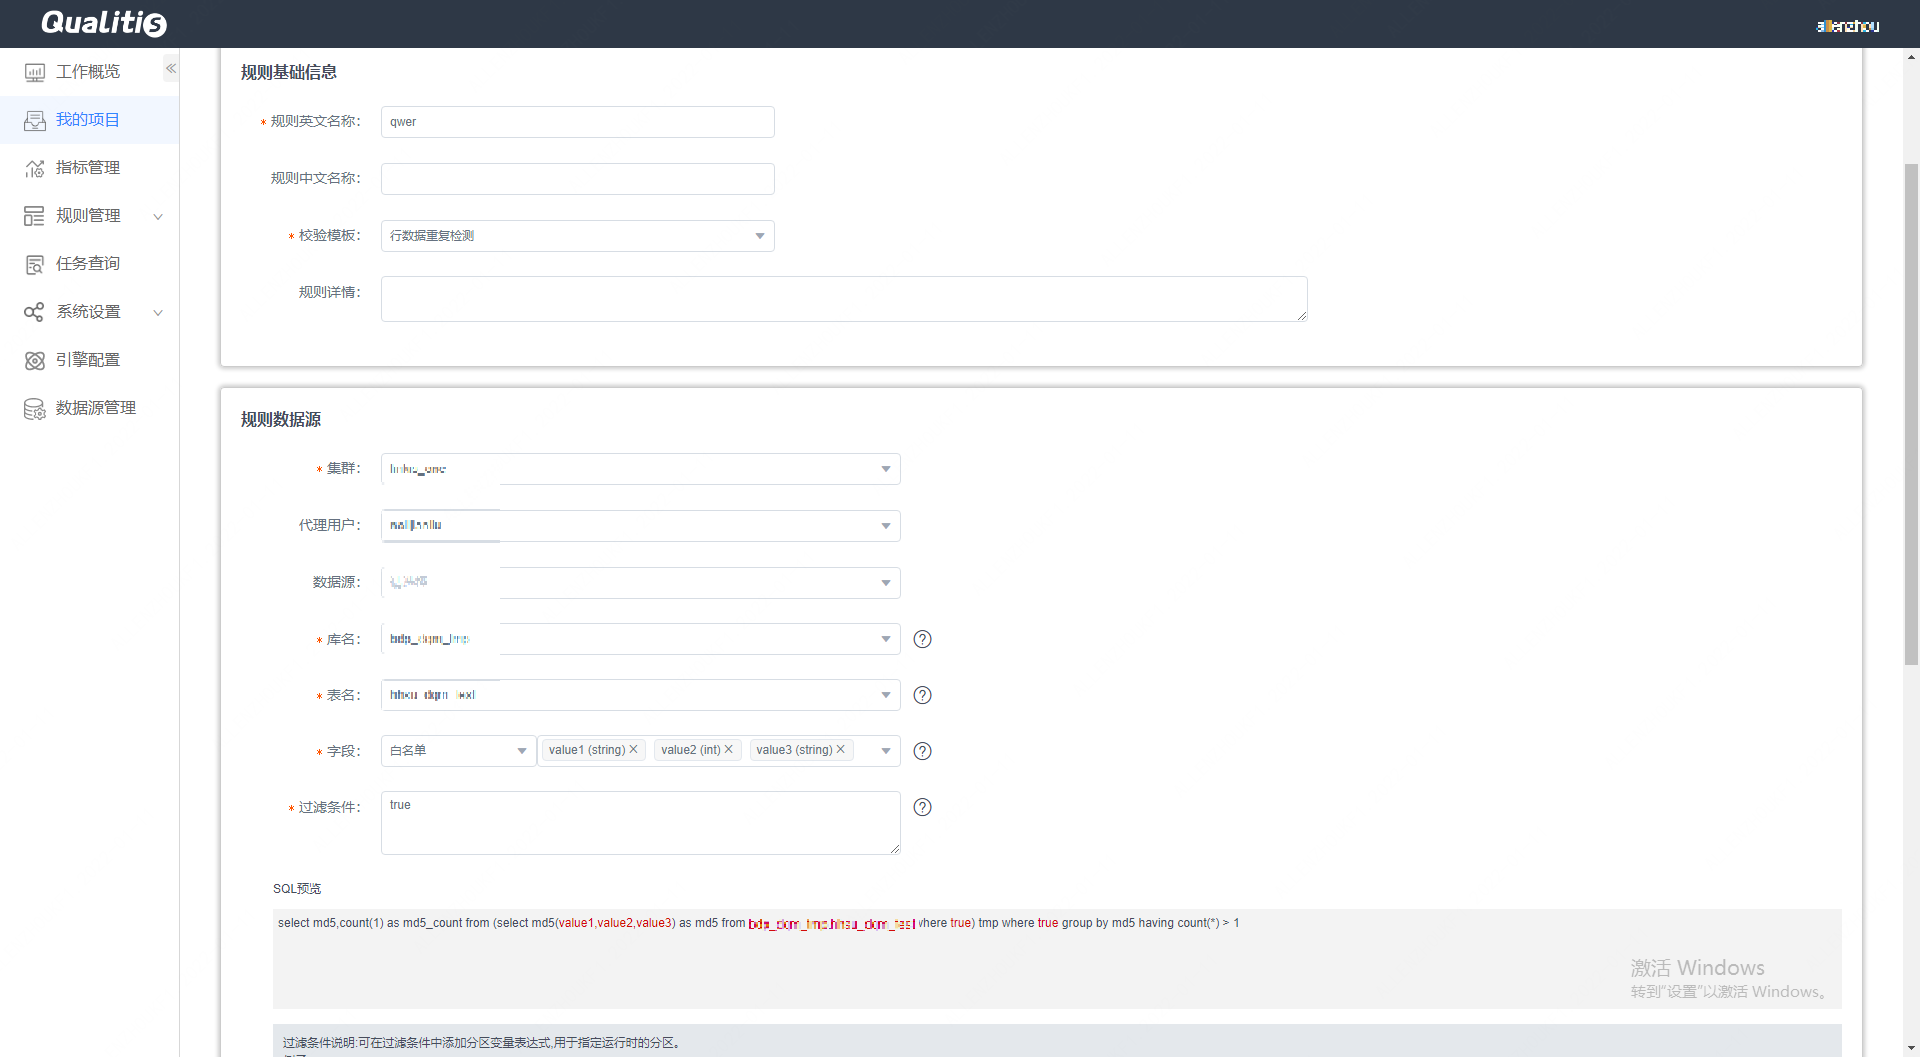 Qualitis
allenzhou
工作概览
我的项目
指标管理
规则管理
任务查询
系统设置
引擎配置
数据源管理
规则基础信息
* 规则英文名称: qwer
规则中文名称:
* 校验模板: 行数据重复检测
规则详情:
规则数据源
* 集群:
代理用户:
数据源:
* 库名:
* 表名:
* 字段: 白名单 value1 (string) value2 (int) value3 (string)
* 过滤条件: true
SQL预览
select md5,count(1) as md5_count from (select md5(value1,value2,value3) as md5 from where true) tmp where true group by md5 having count(*) > 1
激活 Windows
转到“设置”以激活 Windows。
过滤条件说明:可在过滤条件中添加分区变量表达式,用于指定运行时的分区。